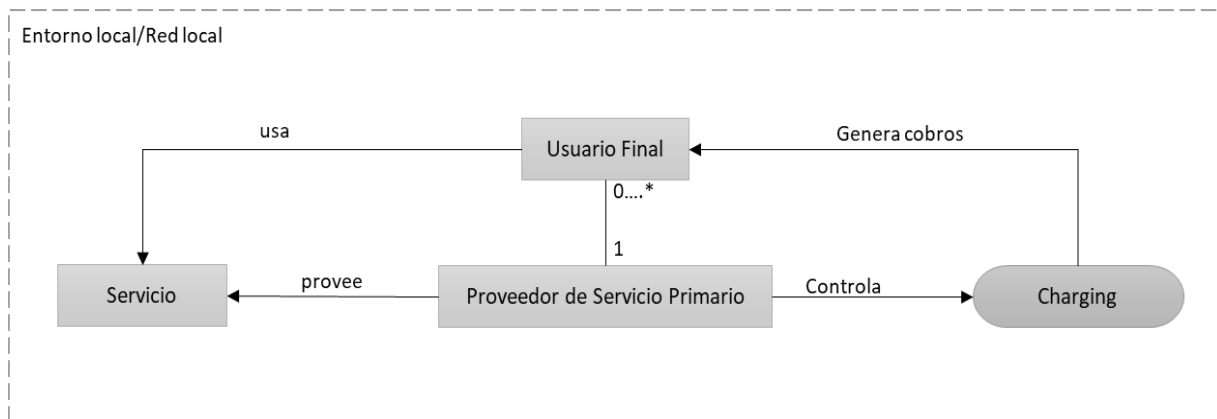 Entorno local/Red local
usa
Genera cobros
Usuario Final
0....*
1
Servicio
provee
Proveedor de Servicio Primario
Controla
Charging